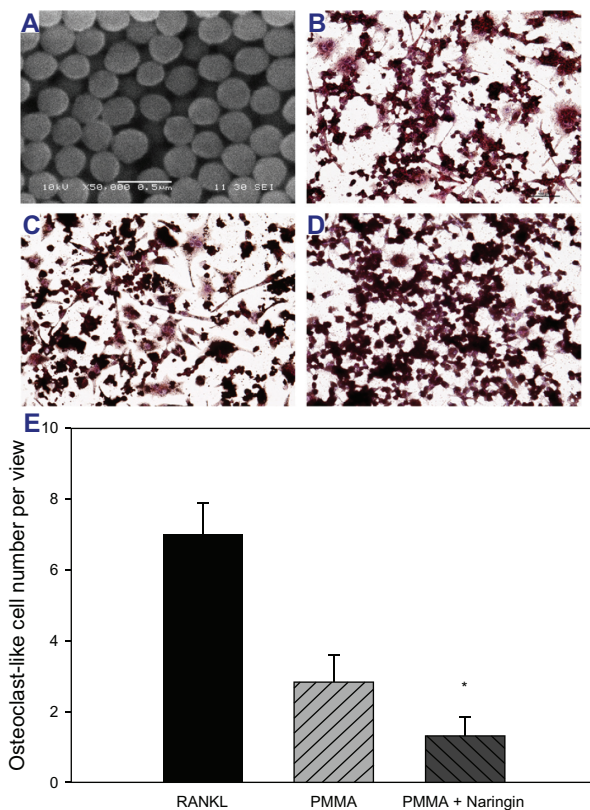 A
B
10kV X50,000 0.5µm 11 30 SEI
C
D
E
Osteoclast-like cell number per view
10
8
6
4
2
0
*
RANKL PMMA PMMA + Naringin